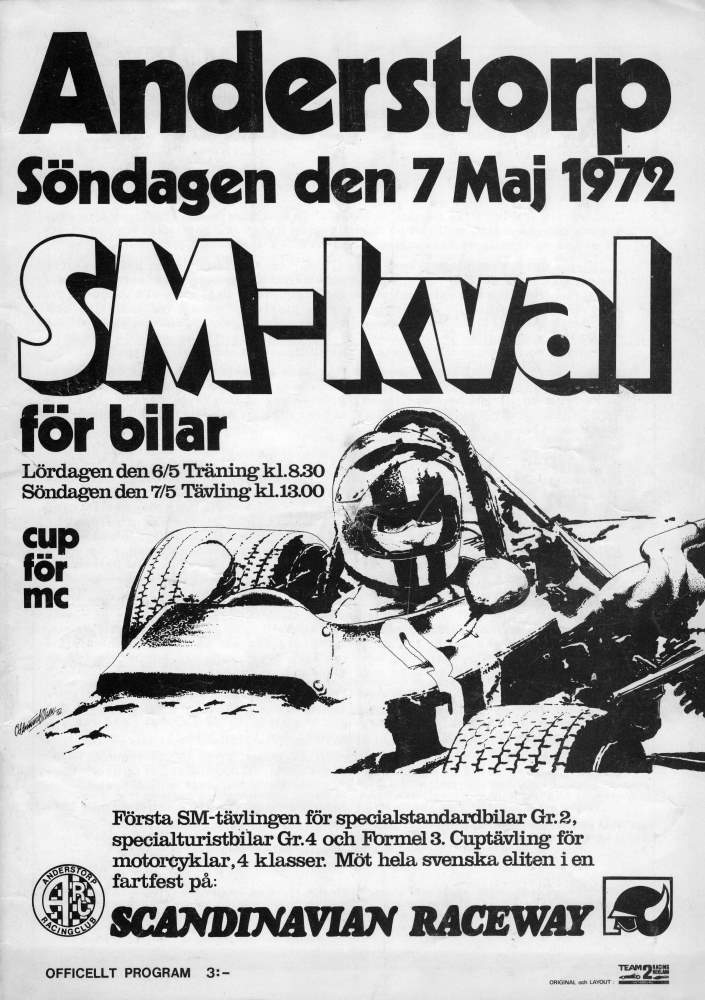 Anderstorp
Söndagen den 7 Maj 1972
SM-kval
för bilar
Lördagen den 6/5 Träning kl.8.30
Söndagen den 7/5 Tävling kl.13.00
cup
för
mc
Första SM-tävlingen för specialstandardbilar Gr.2,
specialturistbilar Gr.4 och Formel 3. Cuptävling för
motorcyklar, 4 klasser. Möt hela svenska eliten i en
fartfest på:
ANDERSTORP
ARC
RACINGCLUB
SCANDINAVIAN RACEWAY
OFFICELLT PROGRAM 3:-
ORIGINAL och LAYOUT:
TEAM 2